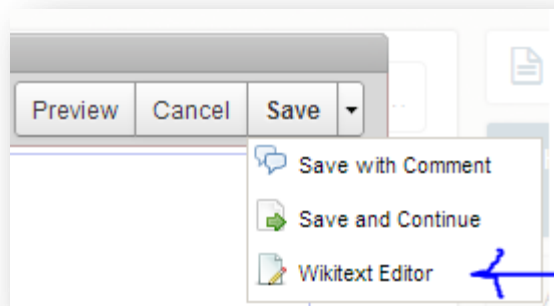 Preview Cancel Save
Save with Comment
Save and Continue
Wikitext Editor